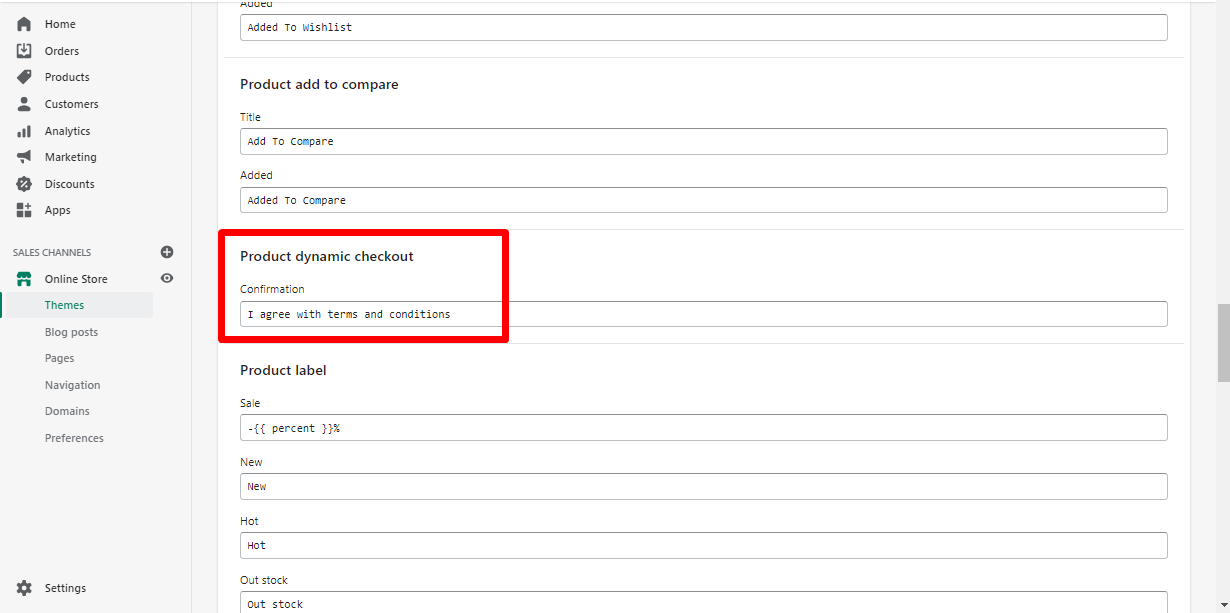 Home
Orders
Products
Customers
Analytics
Marketing
Discounts
Apps
SALES CHANNELS
Online Store
Themes
Blog posts
Pages
Navigation
Domains
Preferences
Settings
Added
Added To Wishlist
Product add to compare
Title
Add To Compare
Added
Added To Compare
Product dynamic checkout
Confirmation
I agree with terms and conditions
Product label
Sale
-{{ percent }}%
New
New
Hot
Hot
Out stock
Out stock